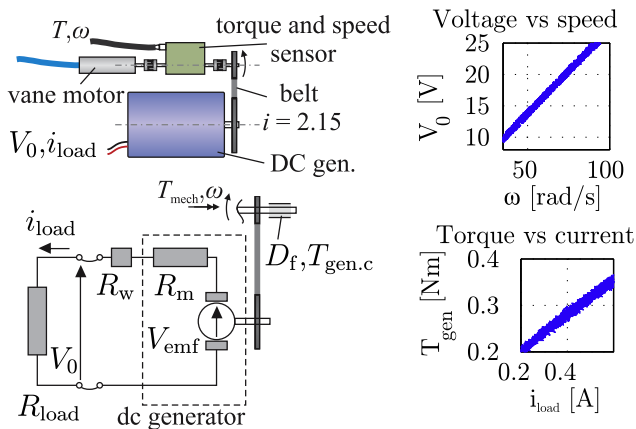 T,ω
torque and speed
sensor
vane motor
belt
i = 2.15
V0,iload
DC gen.
Tmech,ω
iload
Df,Tgen.c
Rw
Rm
Vemf
V0
Rload
dc generator
Voltage vs speed
V0 [V]
25
20
15
10
50
100
ω [rad/s]
Torque vs current
Tgen [Nm]
0.4
0.3
0.2
0.2
0.4
iload [A]